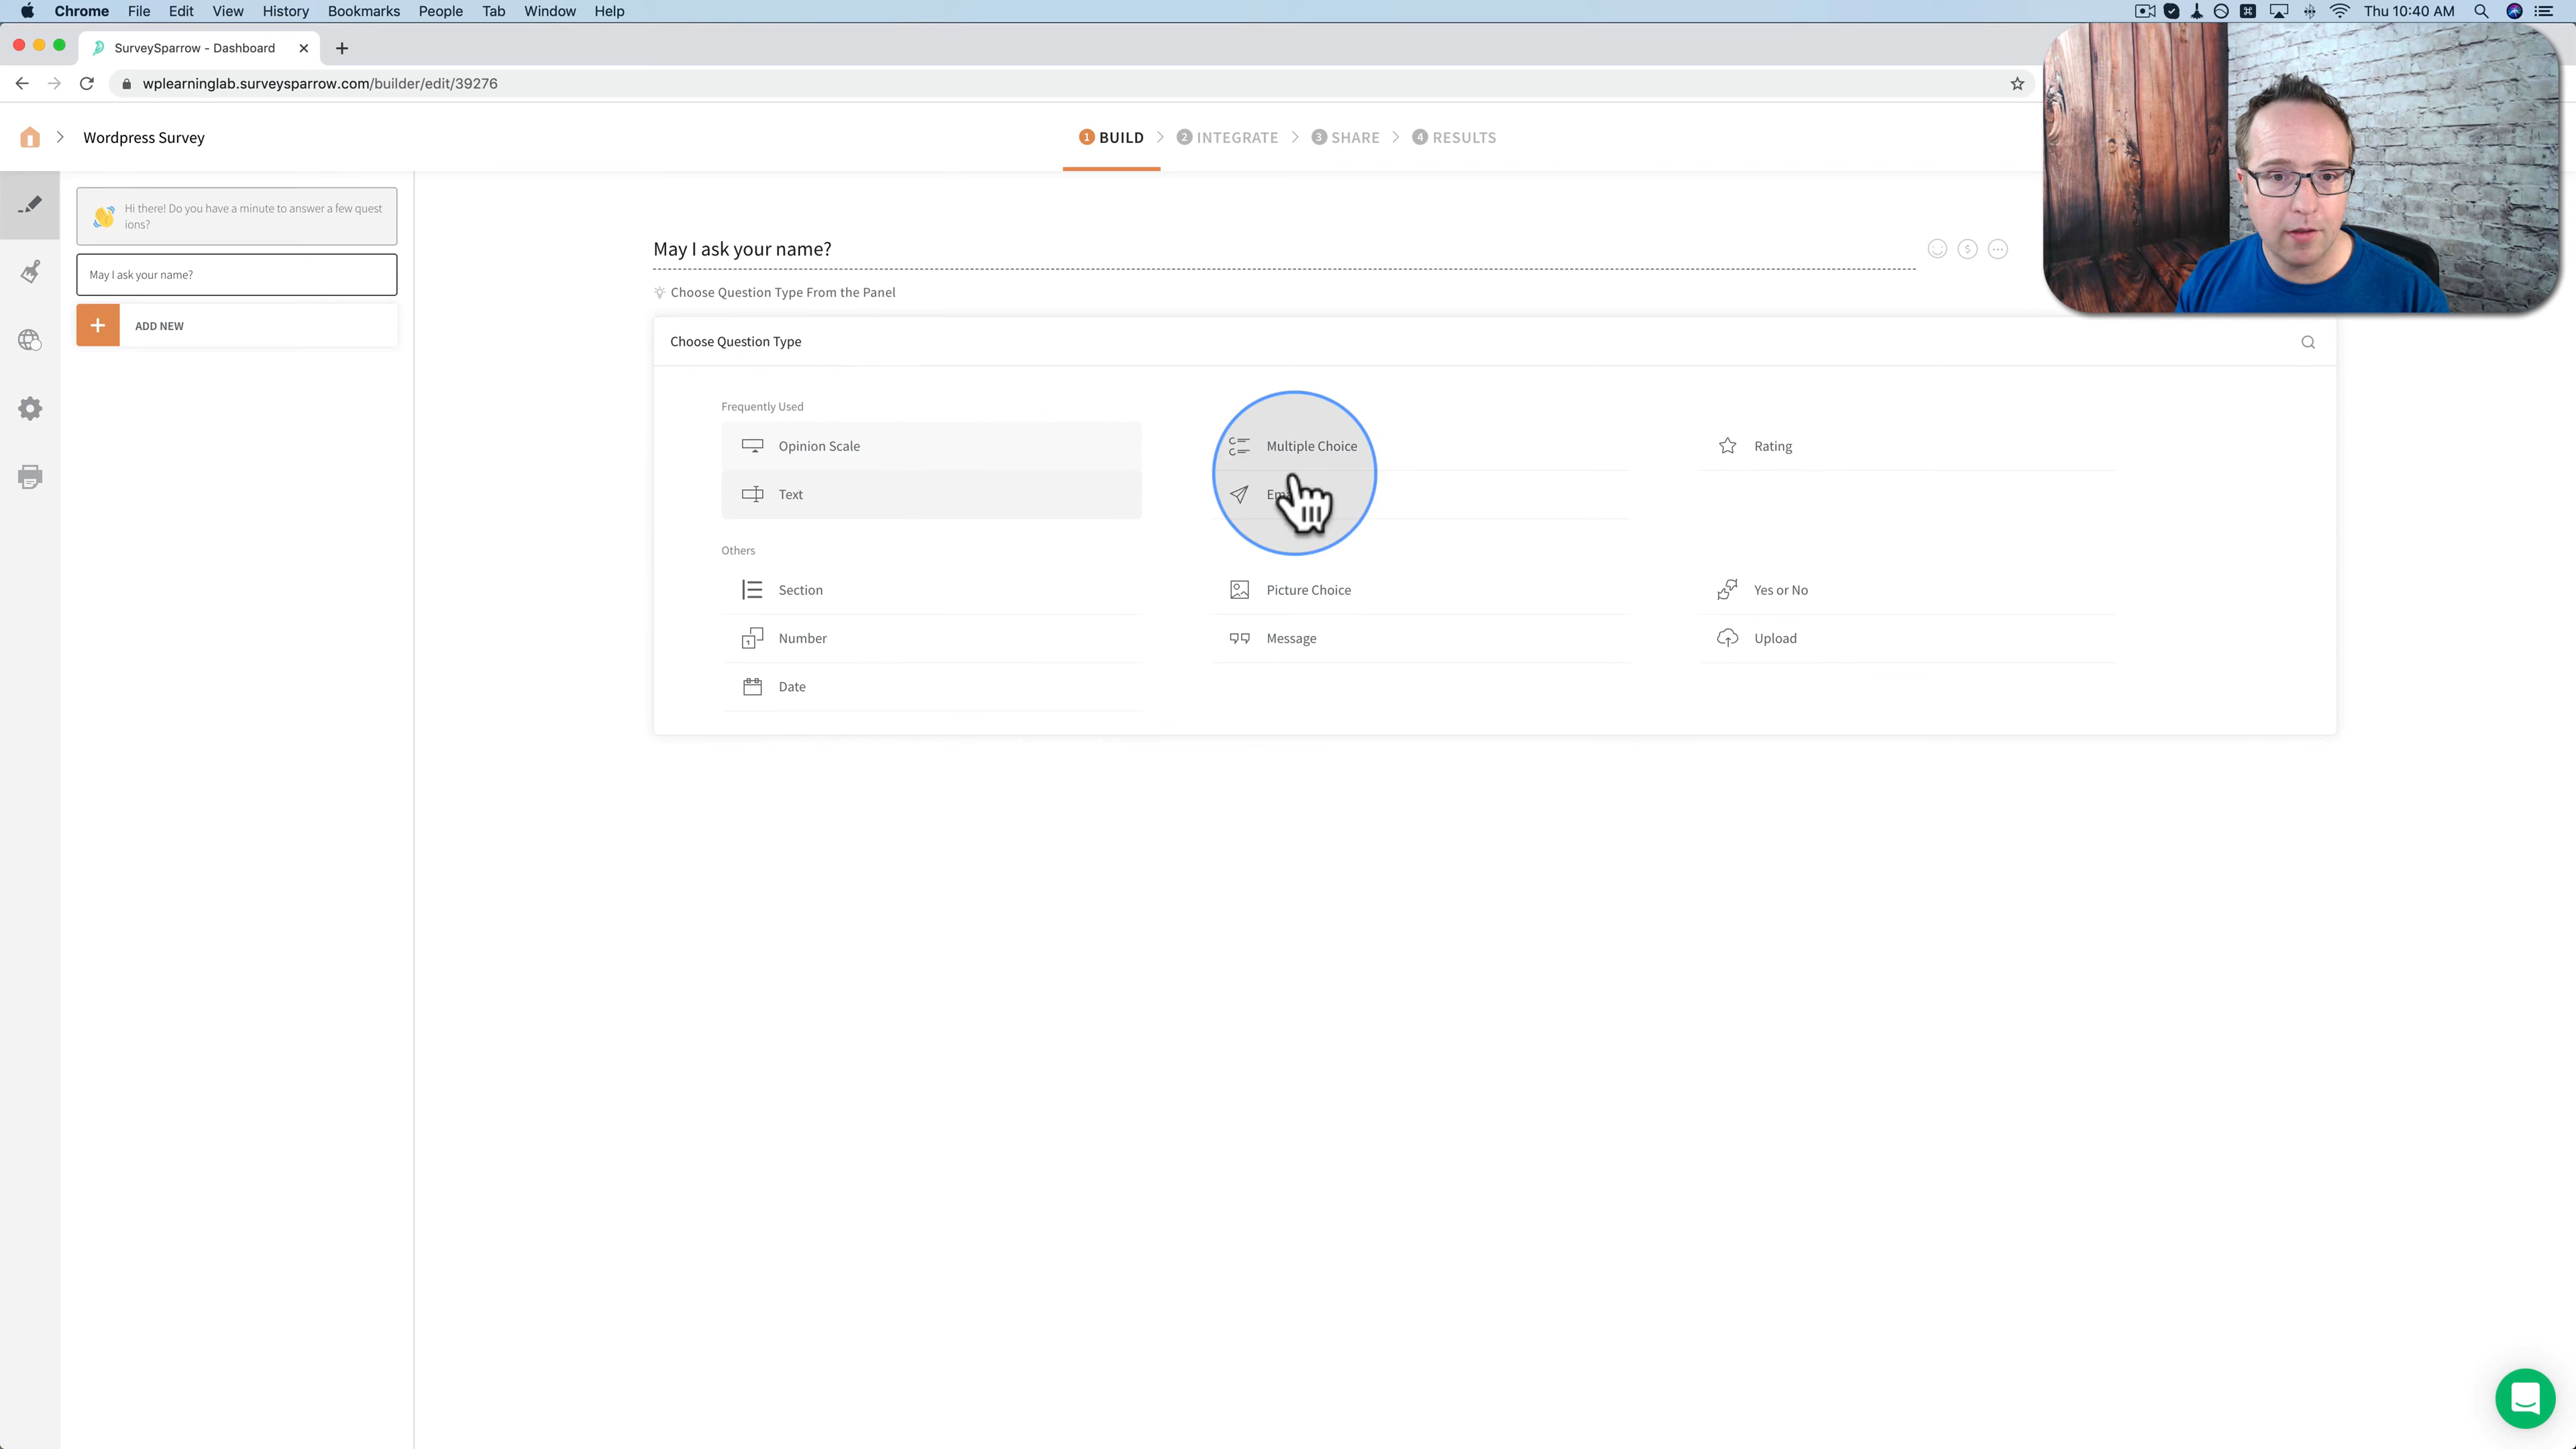 Chrome File Edit View History Bookmarks People Tab Window Help Thu 10:40 AM
SurveySparrow - Dashboard
wplearninglab.surveysparrow.com/builder/edit/39276
Wordpress Survey
1 BUILD 2 INTEGRATE 3 SHARE 4 RESULTS
Hi there! Do you have a minute to answer a few quest
ions?
May I ask your name?
ADD NEW
May I ask your name?
Choose Question Type From the Panel
Choose Question Type
Frequently Used
Opinion Scale Multiple Choice Rating
Text
Others
Section Picture Choice Yes or No
Number Message Upload
Date